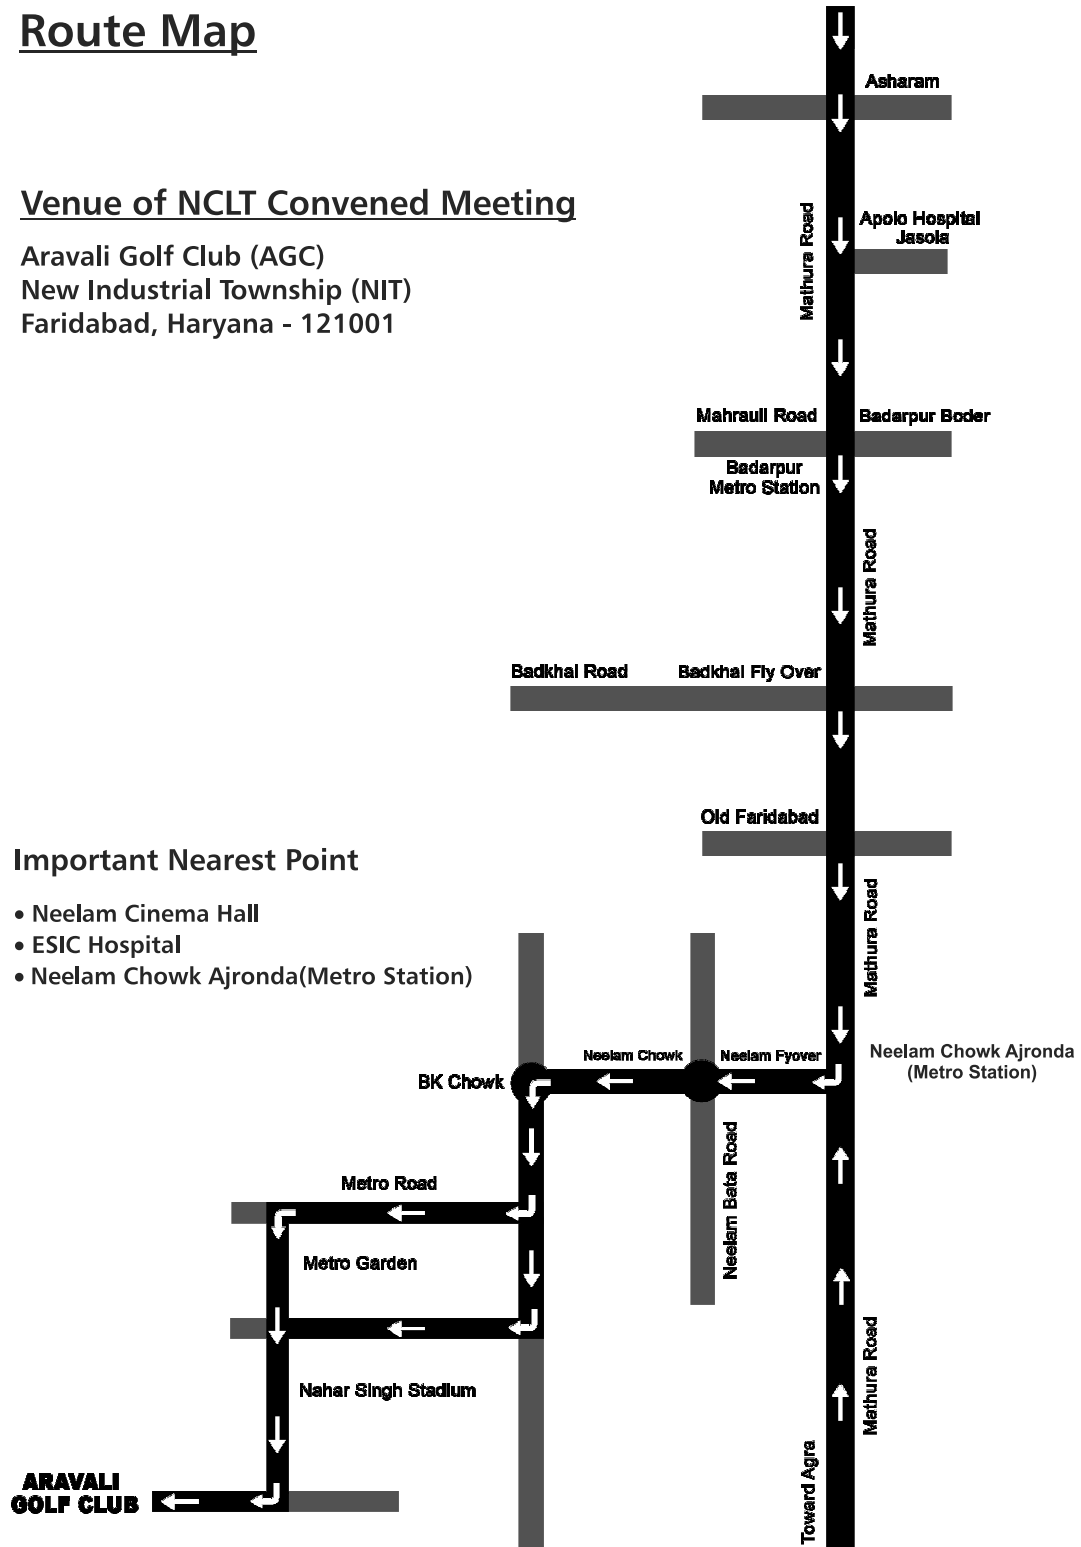 Route Map
Asharam
Venue of NCLT Convened Meeting
Aravali Golf Club (AGC)
New Industrial Township (NIT)
Faridabad, Haryana - 121001
Mathura Road
Apolo Hospital
Jasola
Mahrauli Road
Badarpur Boder
Badarpur
Metro Station
Mathura Road
Badkhal Road
Badkhal Fly Over
Old Faridabad
Important Nearest Point
• Neelam Cinema Hall
• ESIC Hospital
• Neelam Chowk Ajronda(Metro Station)
Mathura Road
Neelam Chowk
Neelam Fyover
Neelam Chowk Ajronda
(Metro Station)
BK Chowk
Neelam Bata Road
Metro Road
Metro Garden
Mathura Road
Nahar Singh Stadium
Toward Agra
ARAVALI
GOLF CLUB